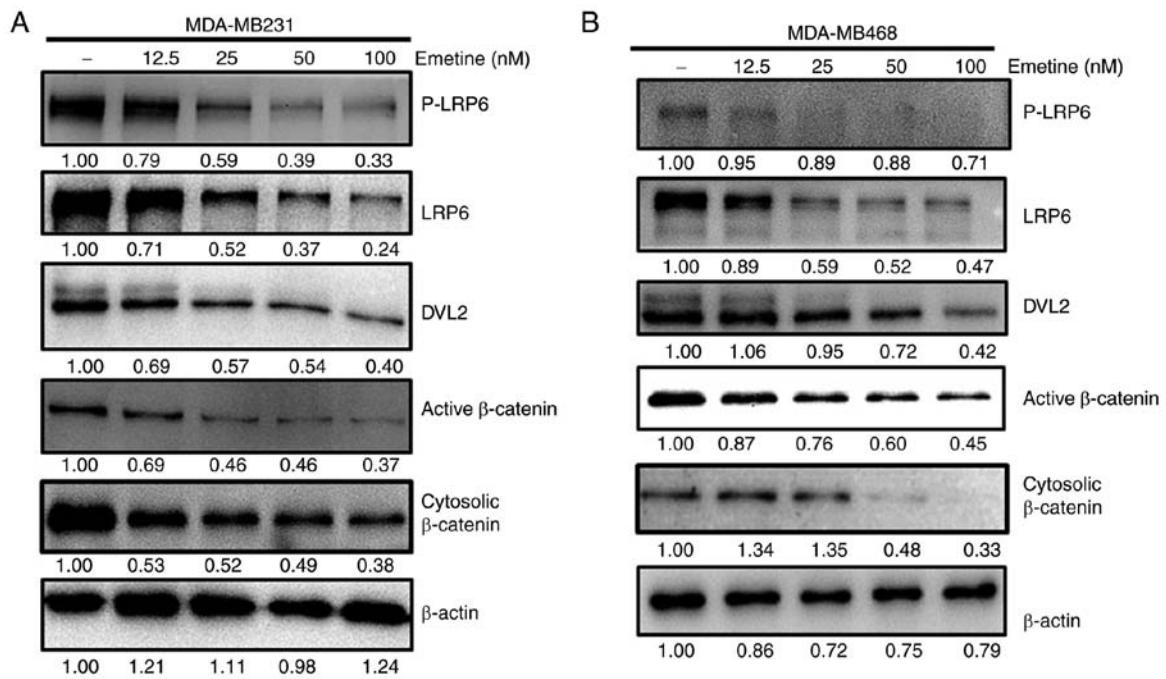 A
MDA-MB231
– 12.5 25 50 100 Emetine (nM)
P-LRP6
1.00 0.79 0.59 0.39 0.33
LRP6
1.00 0.71 0.52 0.37 0.24
DVL2
1.00 0.69 0.57 0.54 0.40
Active β-catenin
1.00 0.69 0.46 0.46 0.37
Cytosolic
β-catenin
1.00 0.53 0.52 0.49 0.38
β-actin
1.00 1.21 1.11 0.98 1.24
B
MDA-MB468
– 12.5 25 50 100 Emetine (nM)
P-LRP6
1.00 0.95 0.89 0.88 0.71
LRP6
1.00 0.89 0.59 0.52 0.47
DVL2
1.00 1.06 0.95 0.72 0.42
Active β-catenin
1.00 0.87 0.76 0.60 0.45
Cytosolic
β-catenin
1.00 1.34 1.35 0.48 0.33
β-actin
1.00 0.86 0.72 0.75 0.79